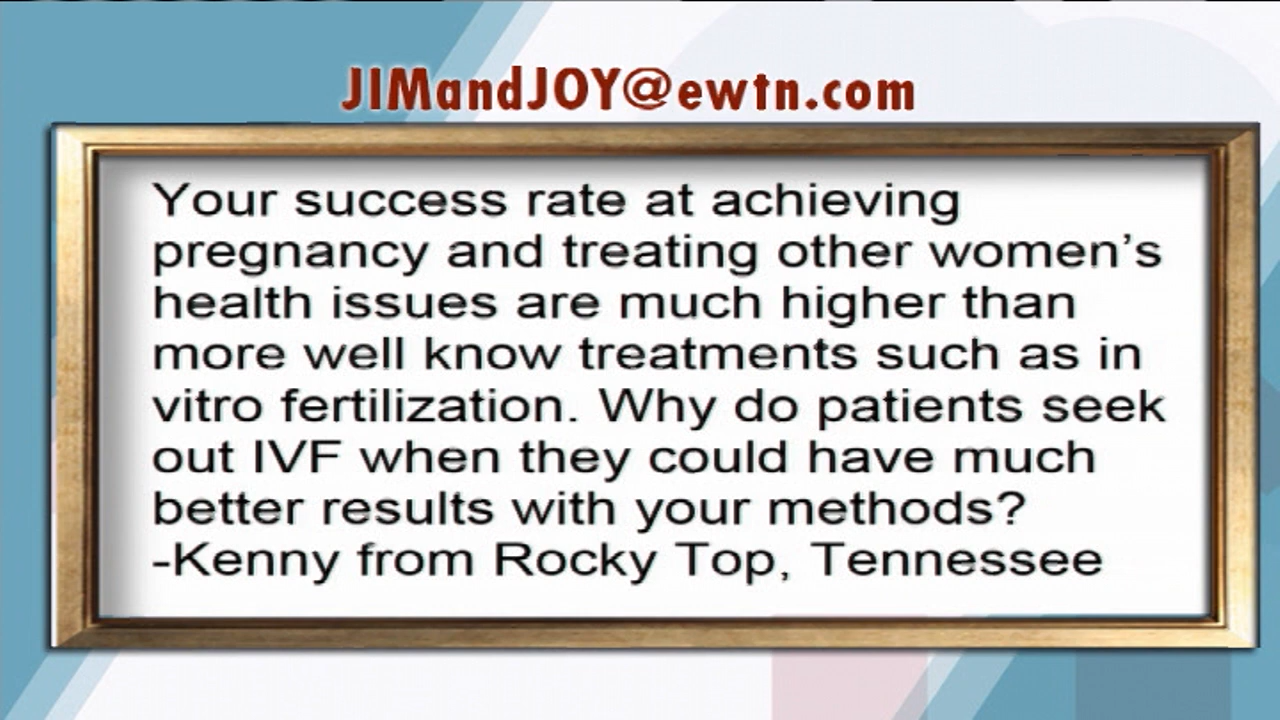 JIMandJOY@ewtn.com
Your success rate at achieving
pregnancy and treating other women’s
health issues are much higher than
more well know treatments such as in
vitro fertilization. Why do patients seek
out IVF when they could have much
better results with your methods?
-Kenny from Rocky Top, Tennessee